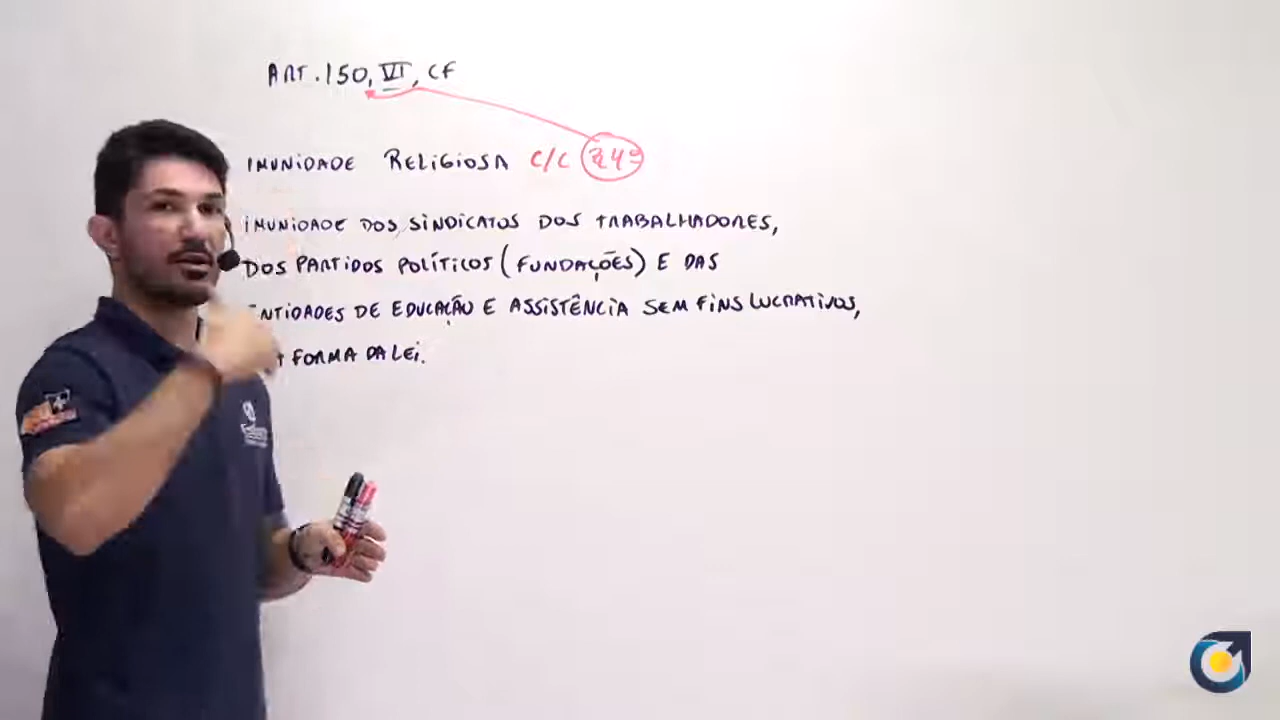 ART. 150, VI, CF
IMUNIDADE RELIGIOSA C/C § 4º
IMUNIDADE DOS SINDICATOS DOS TRABALHADORES,
DOS PARTIDOS POLÍTICOS (FUNDAÇÕES) E DAS
ENTIDADES DE EDUCAÇÃO E ASSISTÊNCIA SEM FINS LUCRATIVOS,
FORMA DA LEI.